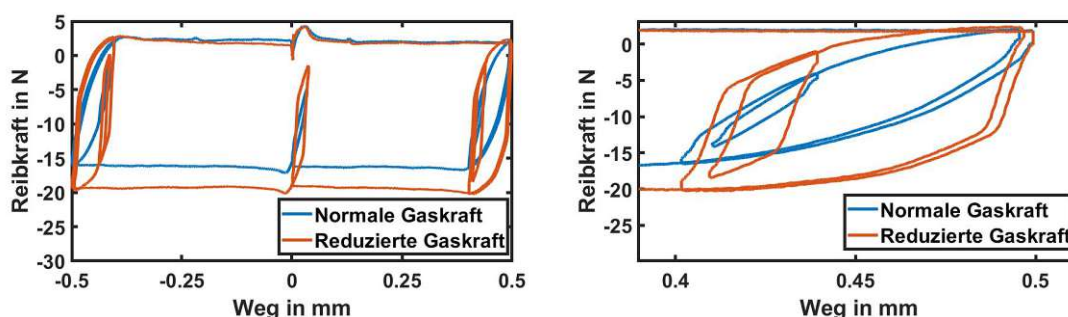 5
0
-5
-10
-15
-20
-25
-30
Reibkraft in N
-0.5 -0.25 0 0.25 0.5
Weg in mm
Normale Gaskraft
Reduzierte Gaskraft
0
-5
-10
-15
-20
-25
Reibkraft in N
0.4 0.45 0.5
Weg in mm
Normale Gaskraft
Reduzierte Gaskraft